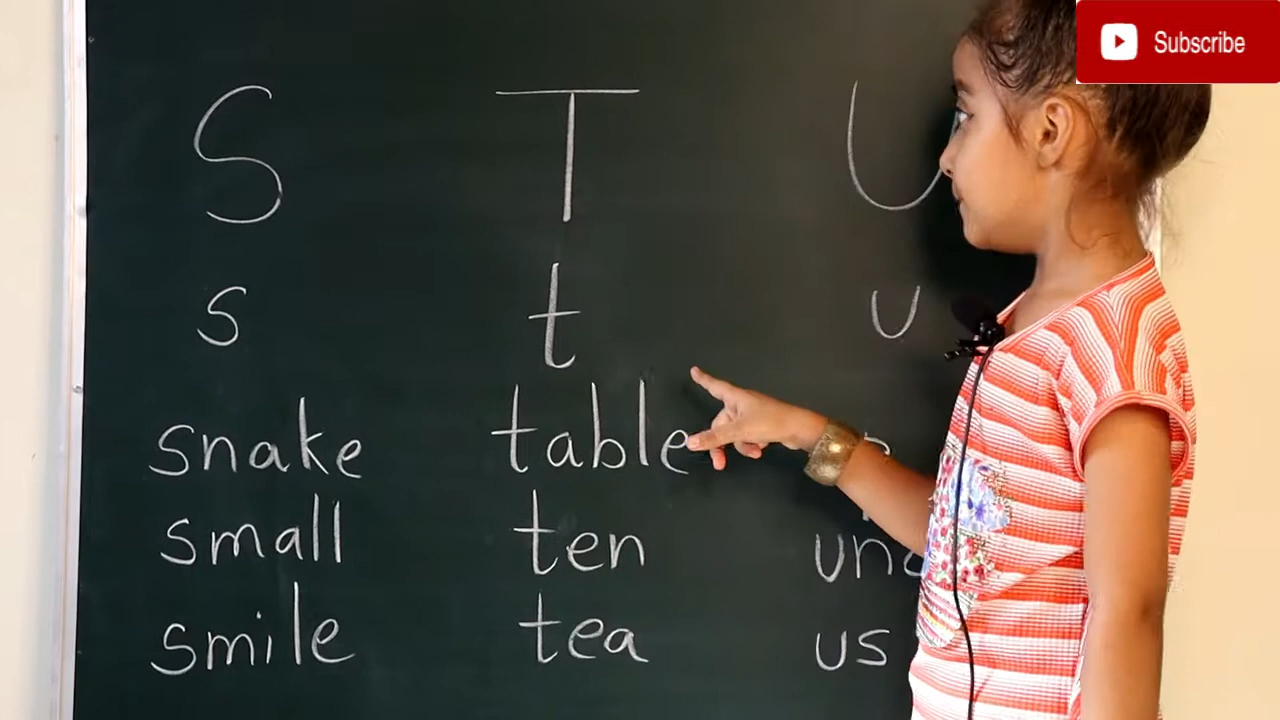 Subscribe
S T U
s t u
snake table
small ten
smile tea us